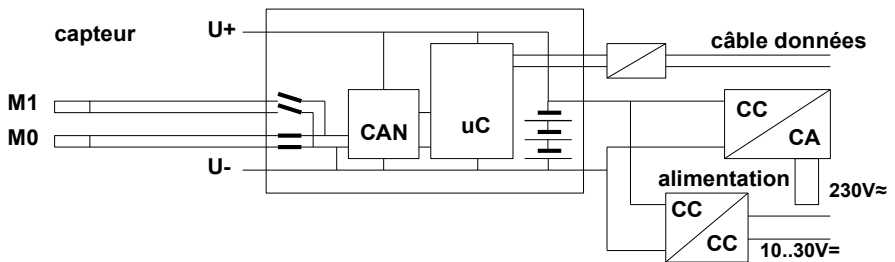 capteur
U+
câble données
M1
M0
CAN
uC
CC
CA
U-
alimentation
230V≈
CC
CC
10..30V=